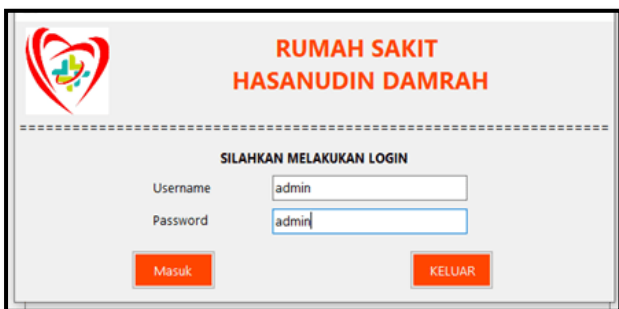 RUMAH SAKIT
HASANUDIN DAMRAH
======================================================================
SILAHKAN MELAKUKAN LOGIN
Username admin
Password admin
Masuk KELUAR